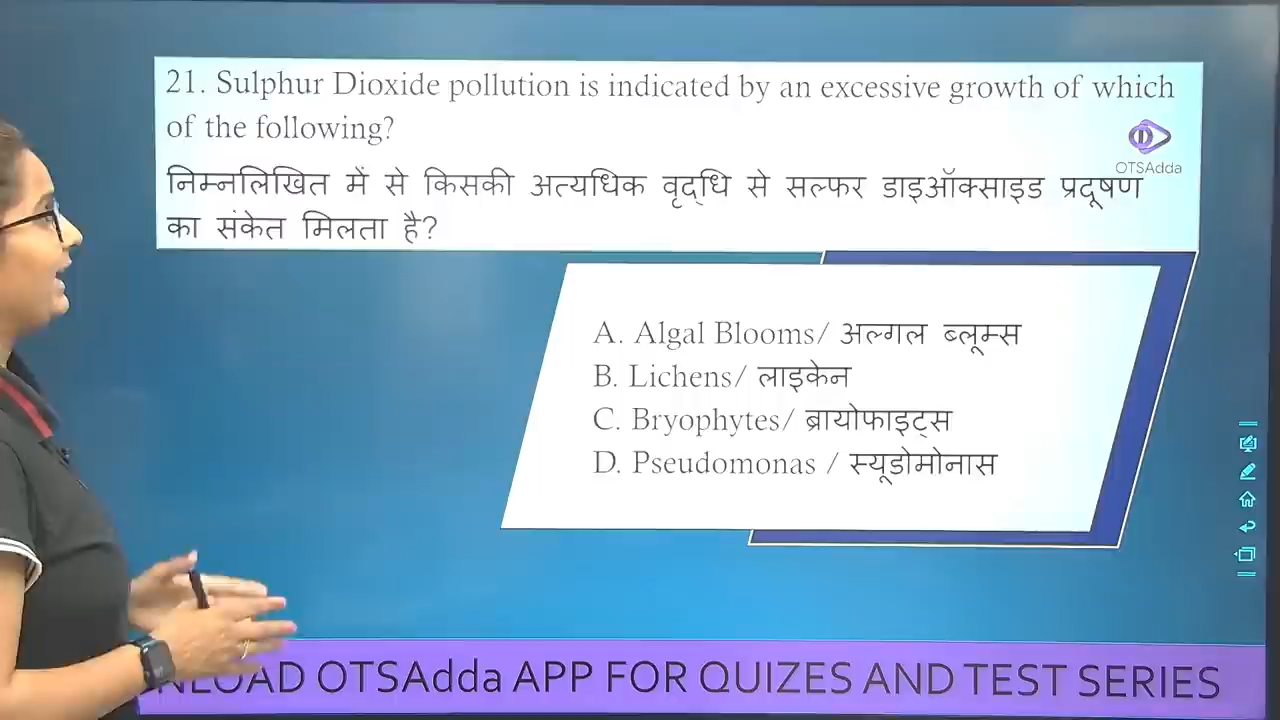 21. Sulphur Dioxide pollution is indicated by an excessive growth of which
of the following?
OTSAdda
निम्नलिखित में से किसकी अत्यधिक वृद्धि से सल्फर डाइऑक्साइड प्रदूषण
का संकेत मिलता है?
A. Algal Blooms/ अल्गल ब्लूम्स
B. Lichens/ लाइकेन
C. Bryophytes/ ब्रायोफाइट्स
D. Pseudomonas / स्यूडोमोनास
OTSAdda APP FOR QUIZES AND TEST SERIES